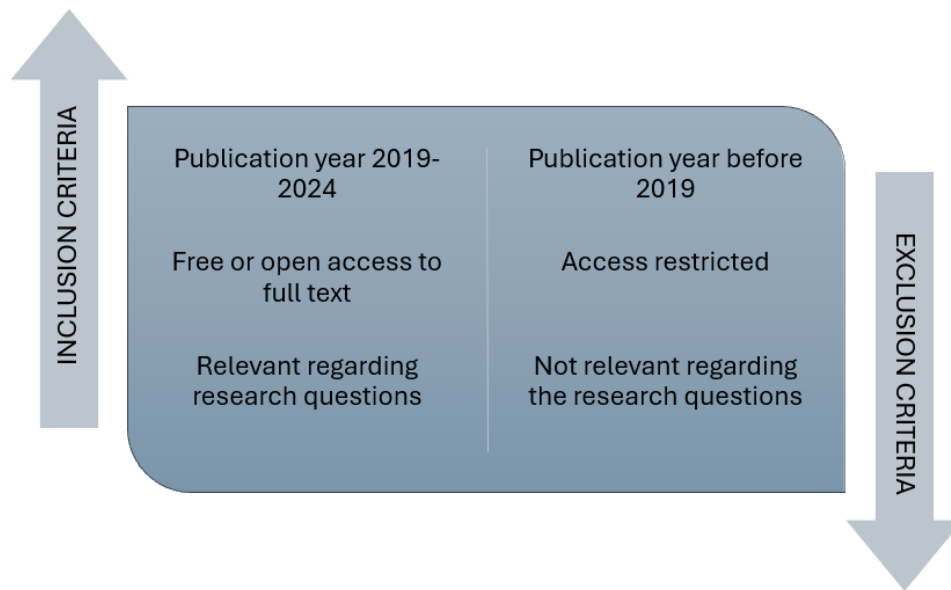 INCLUSION CRITERIA
Publication year 2019-
2024
Free or open access to
full text
Relevant regarding
research questions
Publication year before
2019
Access restricted
Not relevant regarding
the research questions
EXCLUSION CRITERIA